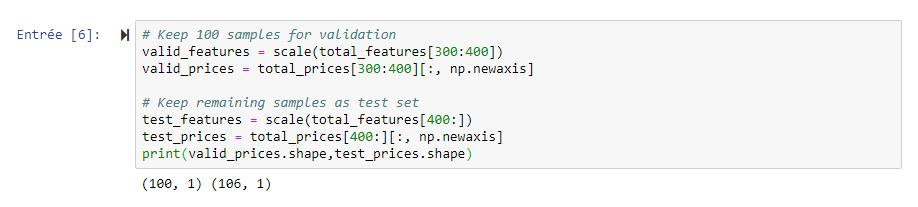 Entrée [6]:
# Keep 100 samples for validation
valid_features = scale(total_features[300:400])
valid_prices = total_prices[300:400][:, np.newaxis]
# Keep remaining samples as test set
test_features = scale(total_features[400:])
test_prices = total_prices[400:][:, np.newaxis]
print(valid_prices.shape,test_prices.shape)
(100, 1) (106, 1)